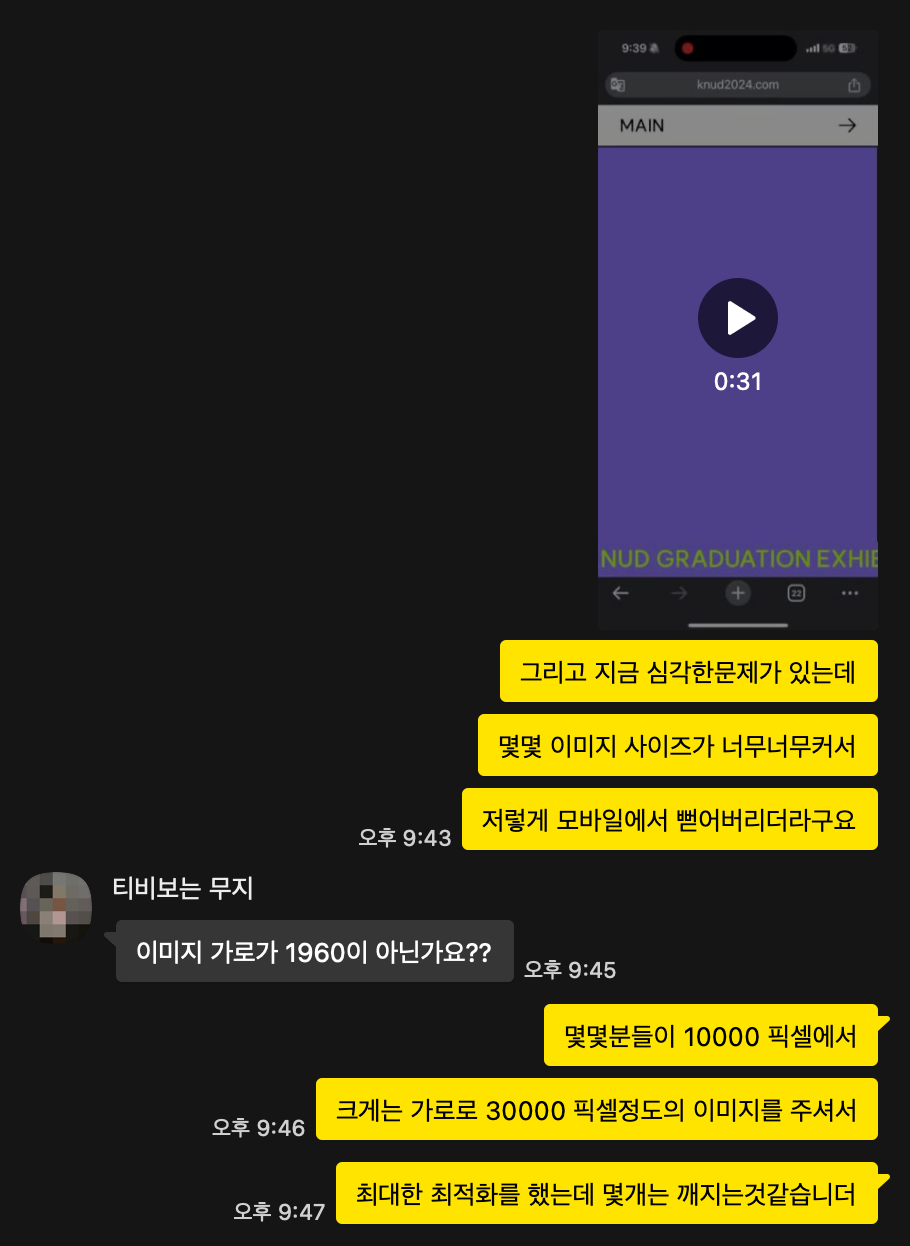 9:39
5G
knud2024.com
MAIN
0:31
NUD GRADUATION EXHIE
22
그리고 지금 심각한문제가 있는데
몇몇 이미지 사이즈가 너무너무커서
저렇게 모바일에서 뻗어버리더라구요
오후 9:43
티비보는 무지
이미지 가로가 1960이 아닌가요??
오후 9:45
몇몇분들이 10000 픽셀에서
크게는 가로로 30000 픽셀정도의 이미지를 주셔서
오후 9:46
최대한 최적화를 했는데 몇개는 깨지는것같습니더
오후 9:47